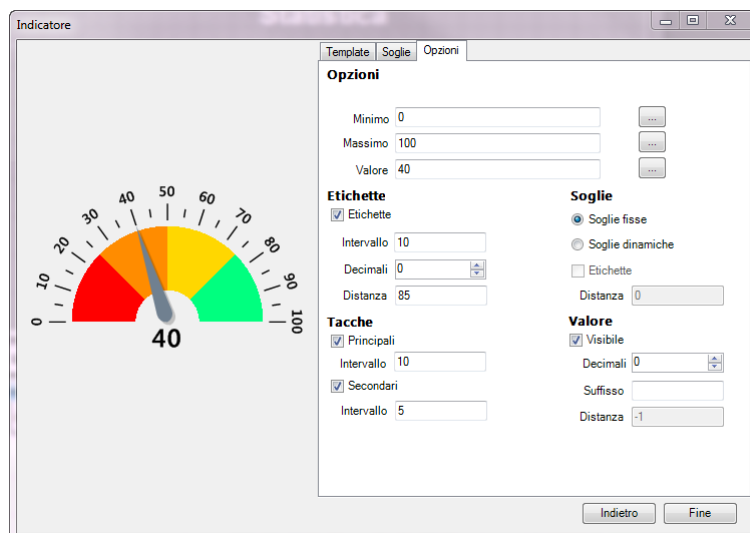 Statistica
Indicatore
Template Soglie Opzioni
Opzioni
Minimo 0 ...
Massimo 100 ...
Valore 40 ...
Etichette
Etichette
Intervallo 10
Decimali 0
Distanza 85
Tacche
Principali
Intervallo 10
Secondari
Intervallo 5
Soglie
Soglie fisse
Soglie dinamiche
Etichette
Distanza 0
Valore
Visibile
Decimali 0
Suffisso
Distanza -1
0
10
20
30
40
50
60
70
80
90
100
40
Indietro Fine